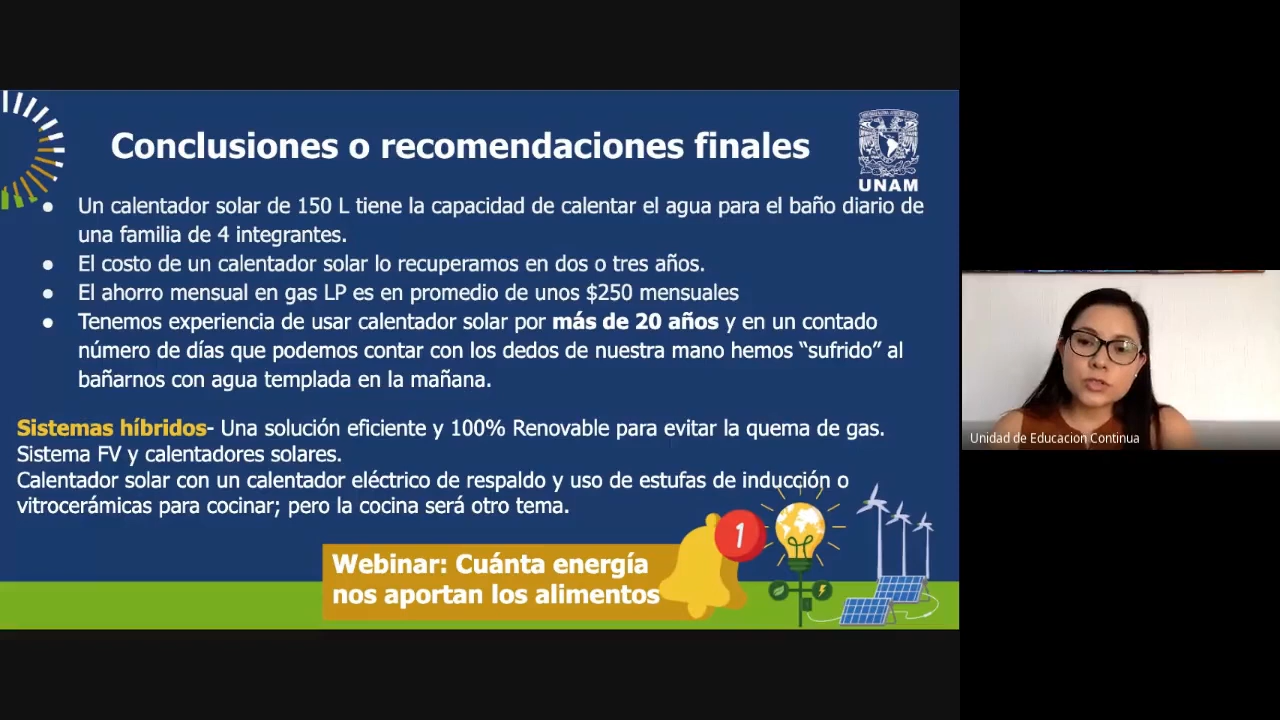 Conclusiones o recomendaciones finales
UNAM
● Un calentador solar de 150 L tiene la capacidad de calentar el agua para el baño diario de
una familia de 4 integrantes.
● El costo de un calentador solar lo recuperamos en dos o tres años.
● El ahorro mensual en gas LP es en promedio de unos $250 mensuales
● Tenemos experiencia de usar calentador solar por más de 20 años y en un contado
número de días que podemos contar con los dedos de nuestra mano hemos “sufrido” al
bañarnos con agua templada en la mañana.
Sistemas híbridos- Una solución eficiente y 100% Renovable para evitar la quema de gas.
Sistema FV y calentadores solares.
Calentador solar con un calentador eléctrico de respaldo y uso de estufas de inducción o
vitrocerámicas para cocinar; pero la cocina será otro tema.
1
Webinar: Cuánta energía
nos aportan los alimentos
Unidad de Educacion Continua